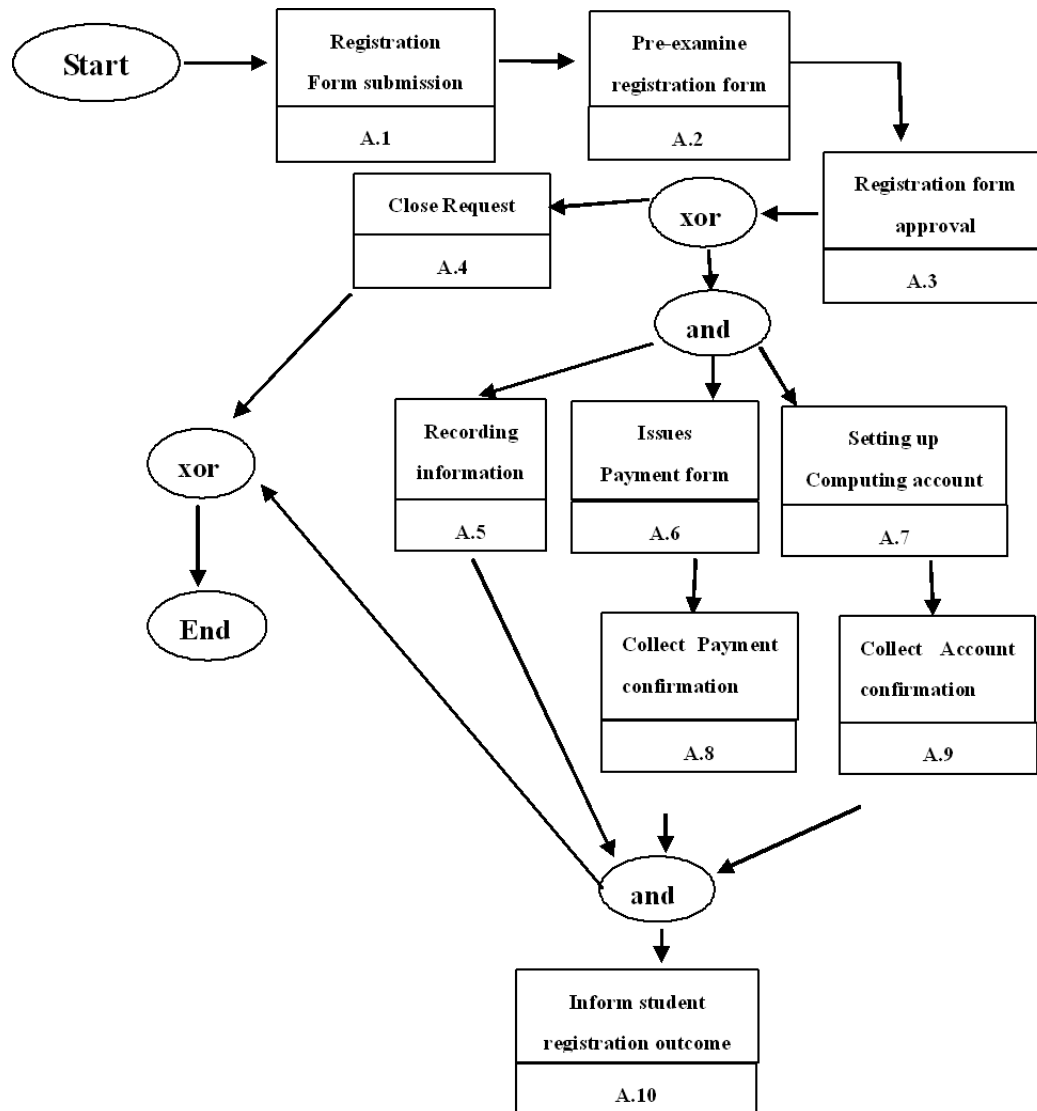 Start
Registration
Form submission
A.1
Pre-examine
registration form
A.2
Registration form
approval
A.3
xor
Close Request
A.4
and
Recording
information
A.5
Issues
Payment form
A.6
Setting up
Computing account
A.7
xor
End
Collect Payment
confirmation
A.8
Collect Account
confirmation
A.9
and
Inform student
registration outcome
A.10